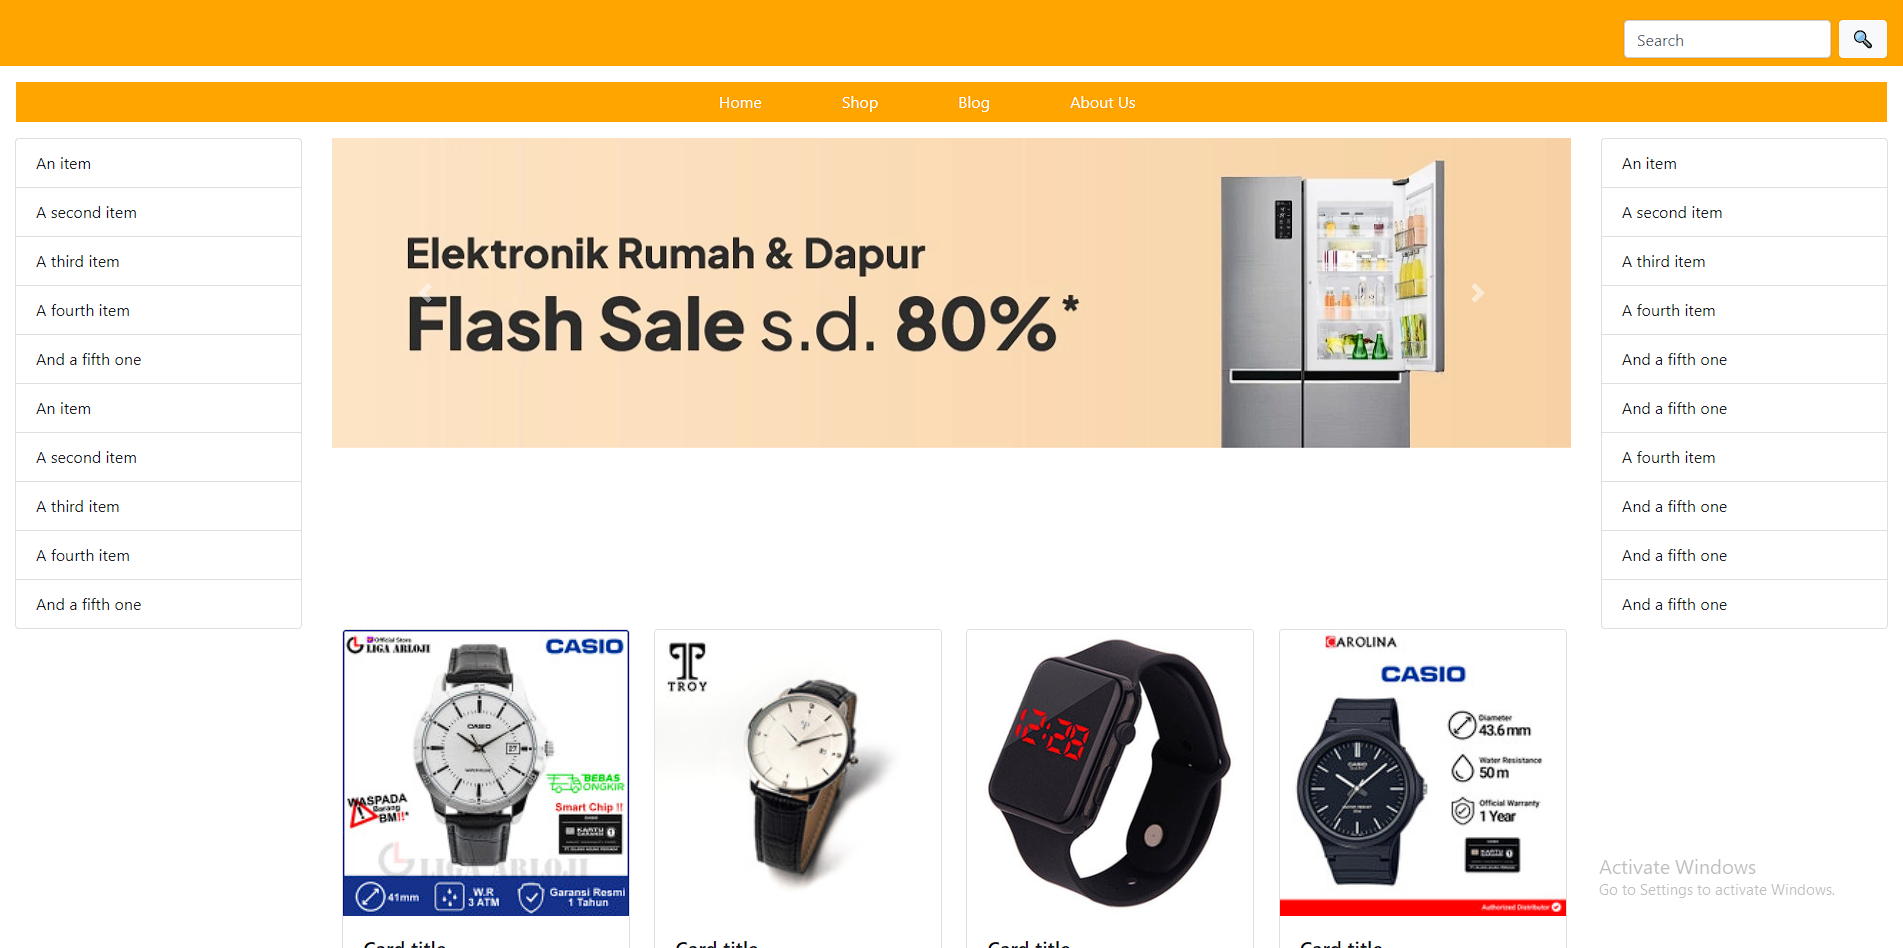 Search
Home Shop Blog About Us
An item
A second item
A third item
A fourth item
And a fifth one
An item
A second item
A third item
A fourth item
And a fifth one
Elektronik Rumah & Dapur
Flash Sale s.d. 80%*
An item
A second item
A third item
A fourth item
And a fifth one
And a fifth one
A fourth item
And a fifth one
And a fifth one
And a fifth one
Official Store
LIGA ARLOJI
CASIO
CASIO
27
BEBAS
ONGKIR
WASPADA
Barang
BM!!*
Smart Chip !!
KARTU
GARANSI
LIGA ARLOJI
41mm
W.R
3 ATM
Garansi Resmi
1 Tahun
Card title
TROY
Card title
12:28
Card title
CAROLINA
CASIO
CASIO
Diameter
43.6mm
Water Resistance
50 m
Official Warranty
1 Year
KARTU
GARANSI
Authorized Distributor
Card title
Activate Windows
Go to Settings to activate Windows.